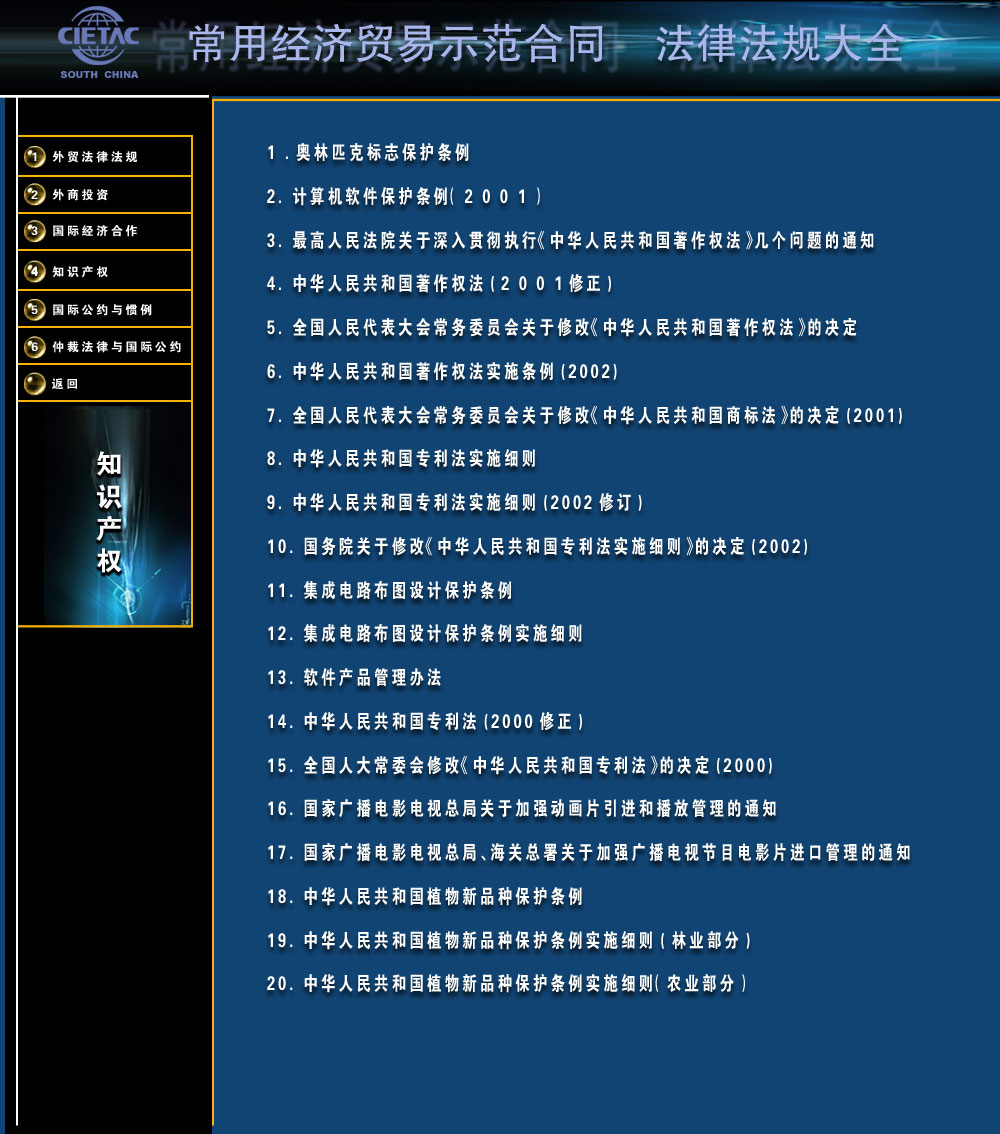 CIETAC
SOUTH CHINA
常用经济贸易示范合同 法律法规大全
1 外贸法律法规
2 外商投资
3 国际经济合作
4 知识产权
5 国际公约与惯例
6 仲裁法律与国际公约
返回
知
识
产
权
1 . 奥林匹克标志保护条例
2. 计算机软件保护条例(２００１)
3. 最高人民法院关于深入贯彻执行《中华人民共和国著作权法》几个问题的通知
4. 中华人民共和国著作权法(２００１修正)
5. 全国人民代表大会常务委员会关于修改《中华人民共和国著作权法》的决定
6. 中华人民共和国著作权法实施条例(2002)
7. 全国人民代表大会常务委员会关于修改《中华人民共和国商标法》的决定(2001)
8. 中华人民共和国专利法实施细则
9. 中华人民共和国专利法实施细则(2002修订)
10. 国务院关于修改《中华人民共和国专利法实施细则》的决定(2002)
11. 集成电路布图设计保护条例
12. 集成电路布图设计保护条例实施细则
13. 软件产品管理办法
14. 中华人民共和国专利法(2000修正)
15. 全国人大常委会修改《中华人民共和国专利法》的决定(2000)
16. 国家广播电影电视总局关于加强动画片引进和播放管理的通知
17. 国家广播电影电视总局、海关总署关于加强广播电视节目电影片进口管理的通知
18. 中华人民共和国植物新品种保护条例
19. 中华人民共和国植物新品种保护条例实施细则(林业部分)
20. 中华人民共和国植物新品种保护条例实施细则(农业部分)